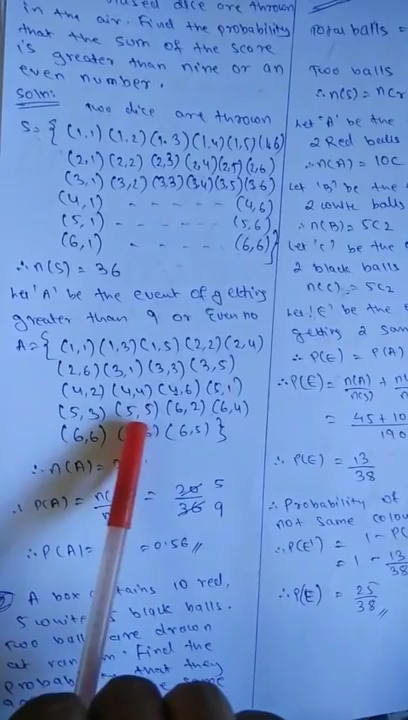 dice are thrown
in the air. Find the probability
that the sum of the score
is greater than nine or an
even number.
Soln:
Two dice are thrown
S = { (1,1) (1,2) (1,3) (1,4) (1,5) (1,6)
(2,1) (2,2) (2,3) (2,4) (2,5) (2,6)
(3,1) (3,2) (3,3) (3,4) (3,5) (3,6)
(4,1) - - - - - (4,6)
(5,1) - - - - - (5,6)
(6,1) - - - - - (6,6) }
∴ n(S) = 36
Let 'A' be the event of getting
greater than 9 or Even no
A = { (1,1) (1,3) (1,5) (2,2) (2,4)
(2,6) (3,1) (3,3) (3,5)
(4,2) (4,4) (4,6) (5,1)
(5,3) (5,5) (6,2) (6,4)
(6,6) (6,5) }
∴ n(A) =
∴ P(A) = = 20/36 5/9
∴ P(A) = = 0.56 //
A box contains 10 red,
5 white 5 black balls.
Two balls are drawn
at random. Find the
that they
same
Total balls =
Two balls
∴ n(S) = nCr
Let 'A' be the
2 Red balls
∴ n(A) = 10C
Let 'B' be the
2 white balls
∴ n(B) = 5C2
Let 'C' be the
2 black balls
n(C) = 5C2
Let 'E' be the
getting 2 sam
∴ P(E) = P(A)
∴ P(E) = n(A)/n(S) +
= 45+10/190
∴ P(E) = 13/38
∴ Probability of
not same colou
∴ P(E') = 1 - P(
= 1 - 13/38
∴ P(E) = 25/38 //